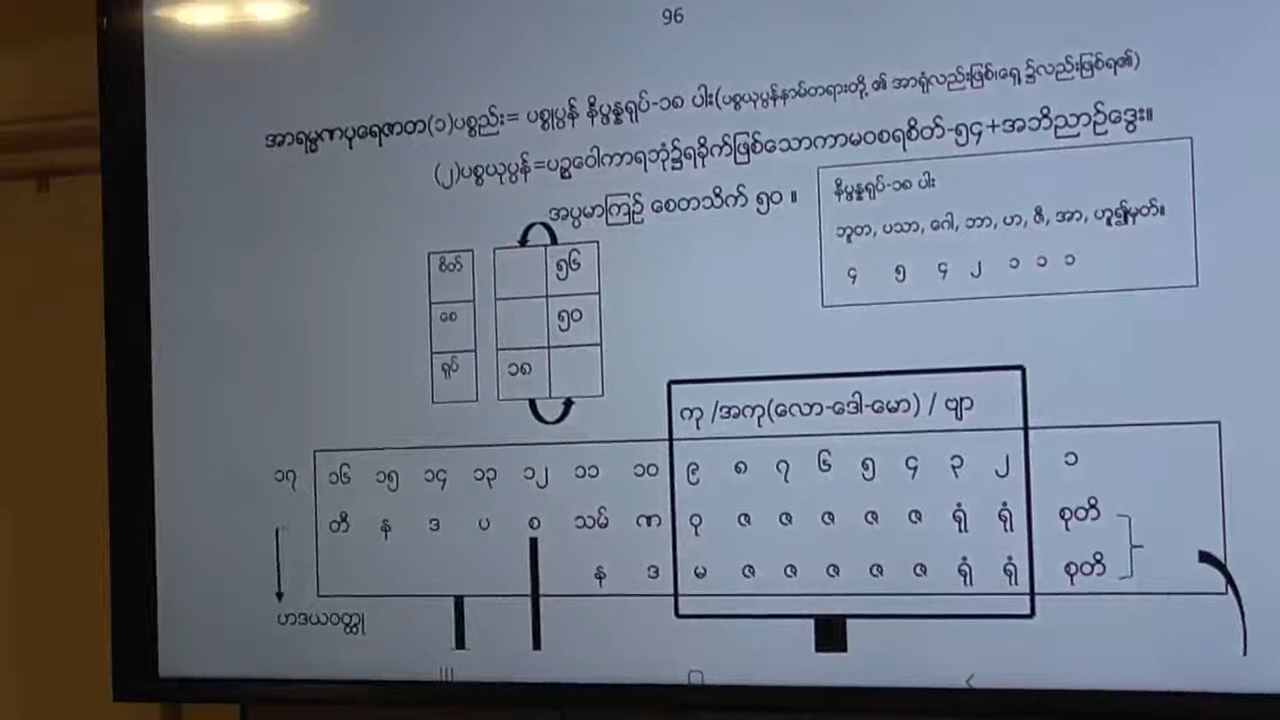 96
အာရမ္မဏပုရေဇာတ(၁)ပစ္စည်း= ပစ္စုပ္ပန် နိပ္ဖန္နရုပ်-၁၈ ပါး(ပစ္စယုပ္ပန်နာမ်တရားတို့ ၏ အာရုံလည်းဖြစ်၊ရှေ့၌လည်းဖြစ်ရ၏)
(၂)ပစ္စယုပ္ပန်=ပဉ္စဝေါကာရဘုံ၌ရခိုက်ဖြစ်သောကာမဝစရစိတ်-၅၄+အဘိညာဉ်ဒွေး။
အပ္ပမာကြဉ် စေတသိက် ၅၀ ။
နိပ္ဖန္နရုပ်-၁၈ ပါး
ဘူတ, ပသာ, ဂေါ, ဘာ, ဟ, ဇီ, အာ, ဟူ၍မှတ်။
၄ ၅ ၄ ၂ ၁ ၁ ၁
စိတ် ၅၆
စေ ၅၀
ရုပ် ၁၈
ကု /အကု(လော-ဒေါ-မော) / ဗျာ
၁၇ ၁၆ ၁၅ ၁၄ ၁၃ ၁၂ ၁၁ ၁၀ ၉ ၈ ၇ ၆ ၅ ၄ ၃ ၂ ၁
တီ န ဒ ပ စ သမ် ဏ ဝု ဇ ဇ ဇ ဇ ဇ ရုံ ရုံ စုတိ
န ဒ မ ဇ ဇ ဇ ဇ ဇ ရုံ ရုံ စုတိ
ဟဒယဝတ္ထု